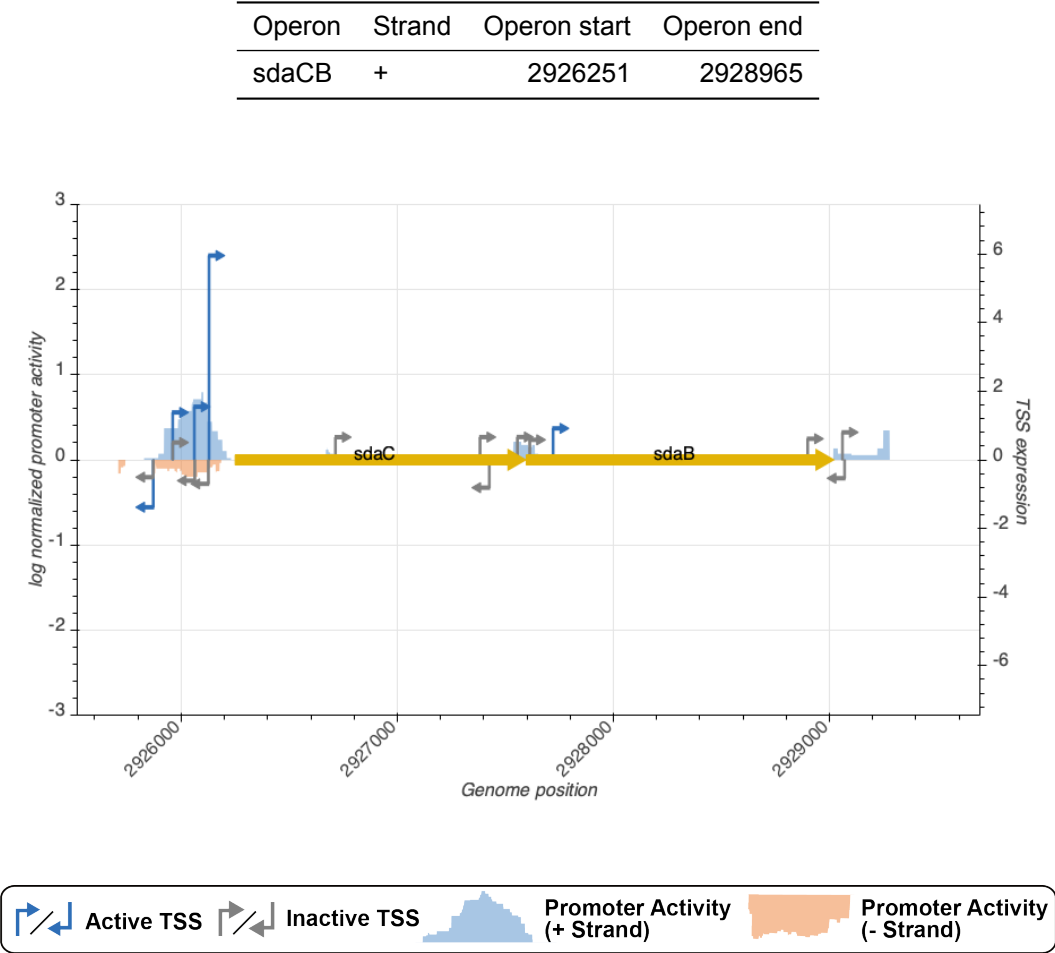 Operon Strand Operon start Operon end
sdaCB + 2926251 2928965
3
2
1
0
-1
-2
-3
log normalized promoter activity
6
4
2
0
-2
-4
-6
TSS expression
sdaC sdaB
2926000 2927000 2928000 2929000
Genome position
Active TSS Inactive TSS Promoter Activity (+ Strand) Promoter Activity (- Strand)